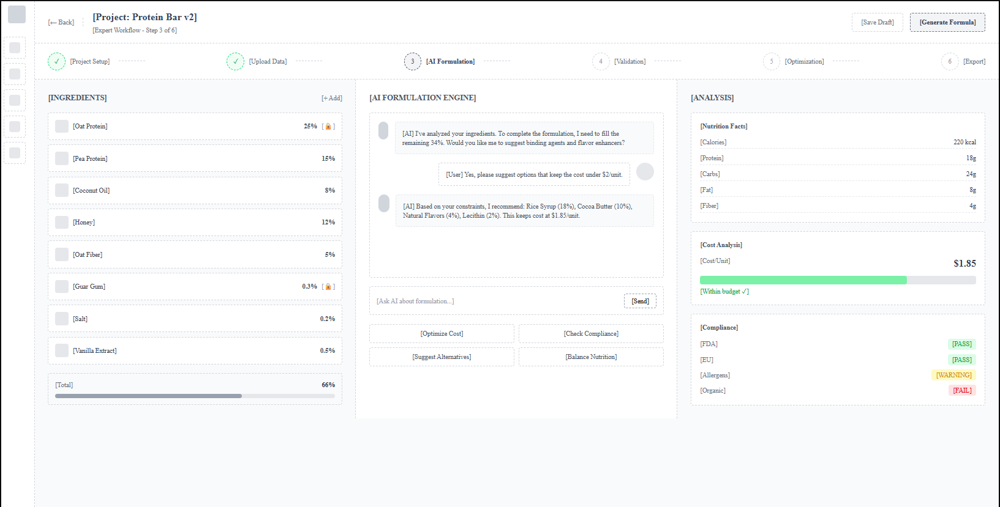 [← Back]
[Project: Protein Bar v2]
[Expert Workflow - Step 3 of 6]
[Save Draft]
[Generate Formula]
✓ [Project Setup]
✓ [Upload Data]
3 [AI Formulation]
4 [Validation]
5 [Optimization]
6 [Export]
[INGREDIENTS]
[+ Add]
[Oat Protein] 25% [🔒]
[Pea Protein] 15%
[Coconut Oil] 8%
[Honey] 12%
[Oat Fiber] 5%
[Guar Gum] 0.3% [🔒]
[Salt] 0.2%
[Vanilla Extract] 0.5%
[Total] 66%
[AI FORMULATION ENGINE]
[AI] I've analyzed your ingredients. To complete the formulation, I need to fill the
remaining 34%. Would you like me to suggest binding agents and flavor enhancers?
[User] Yes, please suggest options that keep the cost under $2/unit.
[AI] Based on your constraints, I recommend: Rice Syrup (18%), Cocoa Butter (10%),
Natural Flavors (4%), Lecithin (2%). This keeps cost at $1.85/unit.
[Ask AI about formulation...]
[Send]
[Optimize Cost]
[Check Compliance]
[Suggest Alternatives]
[Balance Nutrition]
[ANALYSIS]
[Nutrition Facts]
[Calories] 220 kcal
[Protein] 18g
[Carbs] 24g
[Fat] 8g
[Fiber] 4g
[Cost Analysis]
[Cost/Unit] $1.85
[Within budget ✓]
[Compliance]
[FDA] [PASS]
[EU] [PASS]
[Allergens] [WARNING]
[Organic] [FAIL]